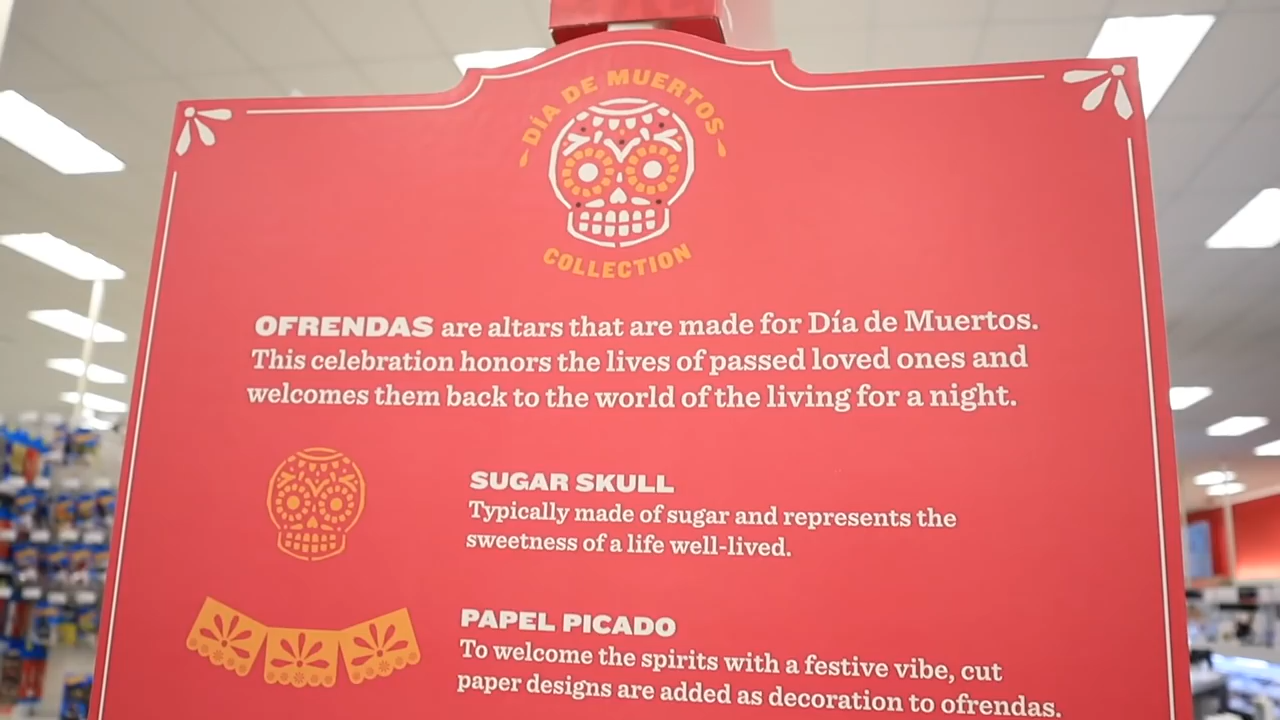 DÍA DE MUERTOS
COLLECTION
OFRENDAS are altars that are made for Día de Muertos.
This celebration honors the lives of passed loved ones and
welcomes them back to the world of the living for a night.
SUGAR SKULL
Typically made of sugar and represents the
sweetness of a life well-lived.
PAPEL PICADO
To welcome the spirits with a festive vibe, cut
paper designs are added as decoration to ofrendas.